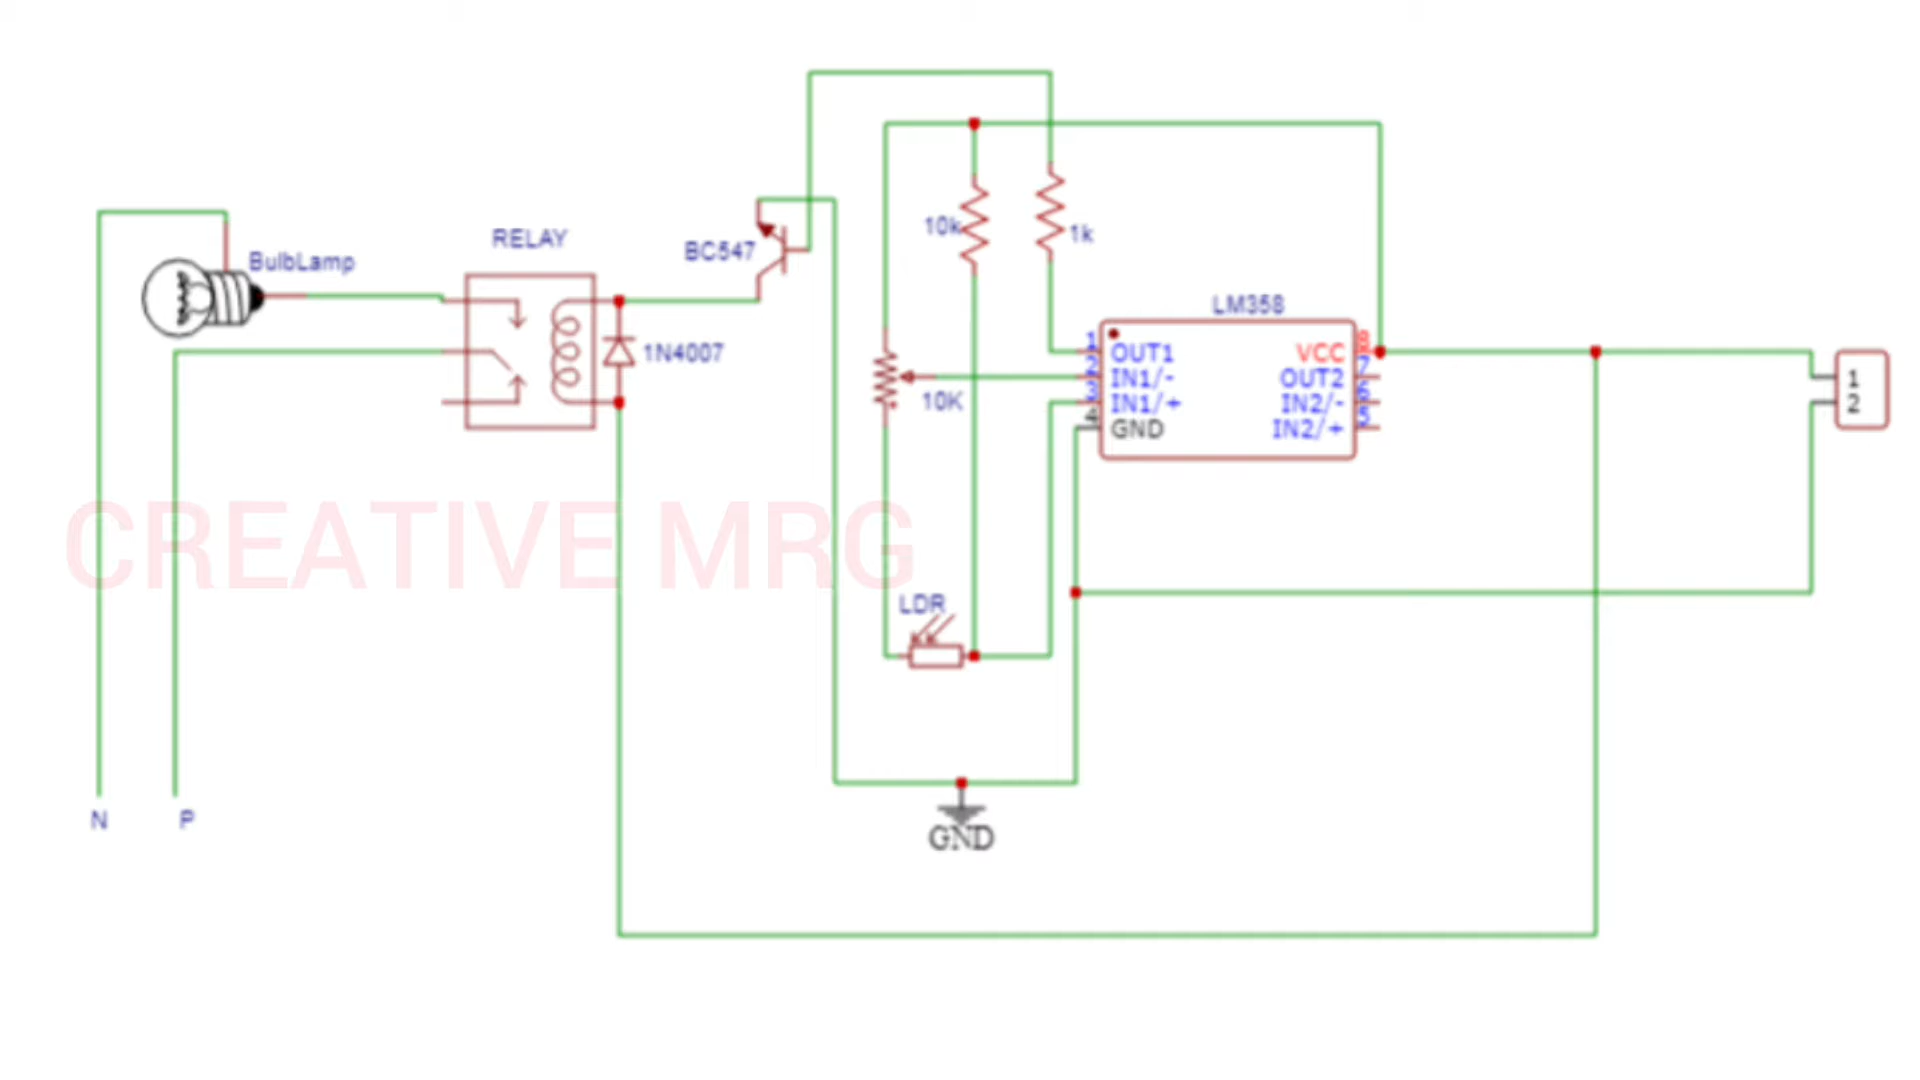 RELAY
BulbLamp
BC547
10k
1k
1N4007
LM358
1
2
3
4
OUT1
IN1/-
IN1/+
GND
VCC
OUT2
IN2/-
IN2/+
8
7
6
5
1
2
10K
CREATIVE MRG
LDR
N
P
GND